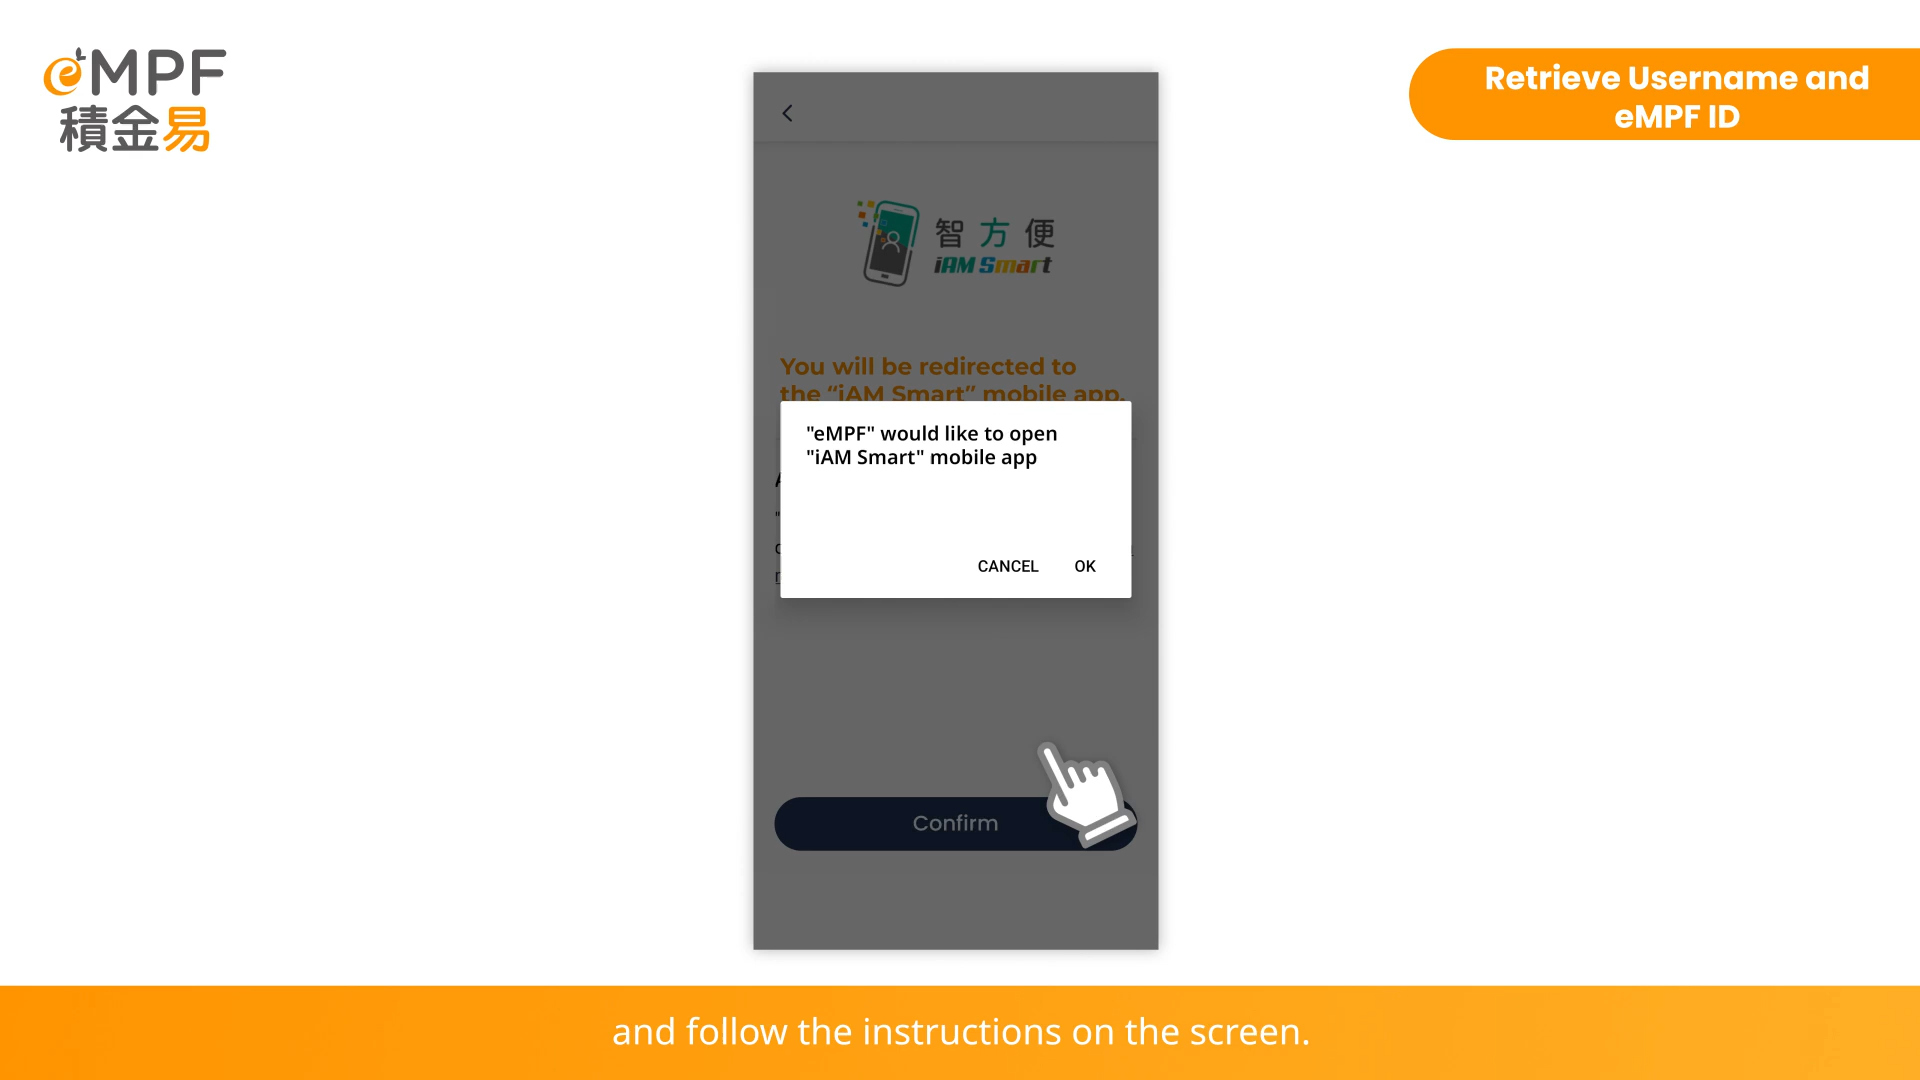 eMPF
積金易
Retrieve Username and
eMPF ID
智方便
iAM Smart
You will be redirected to
the “iAM Smart” mobile app.
"eMPF" would like to open
"iAM Smart" mobile app
CANCEL OK
Confirm
and follow the instructions on the screen.